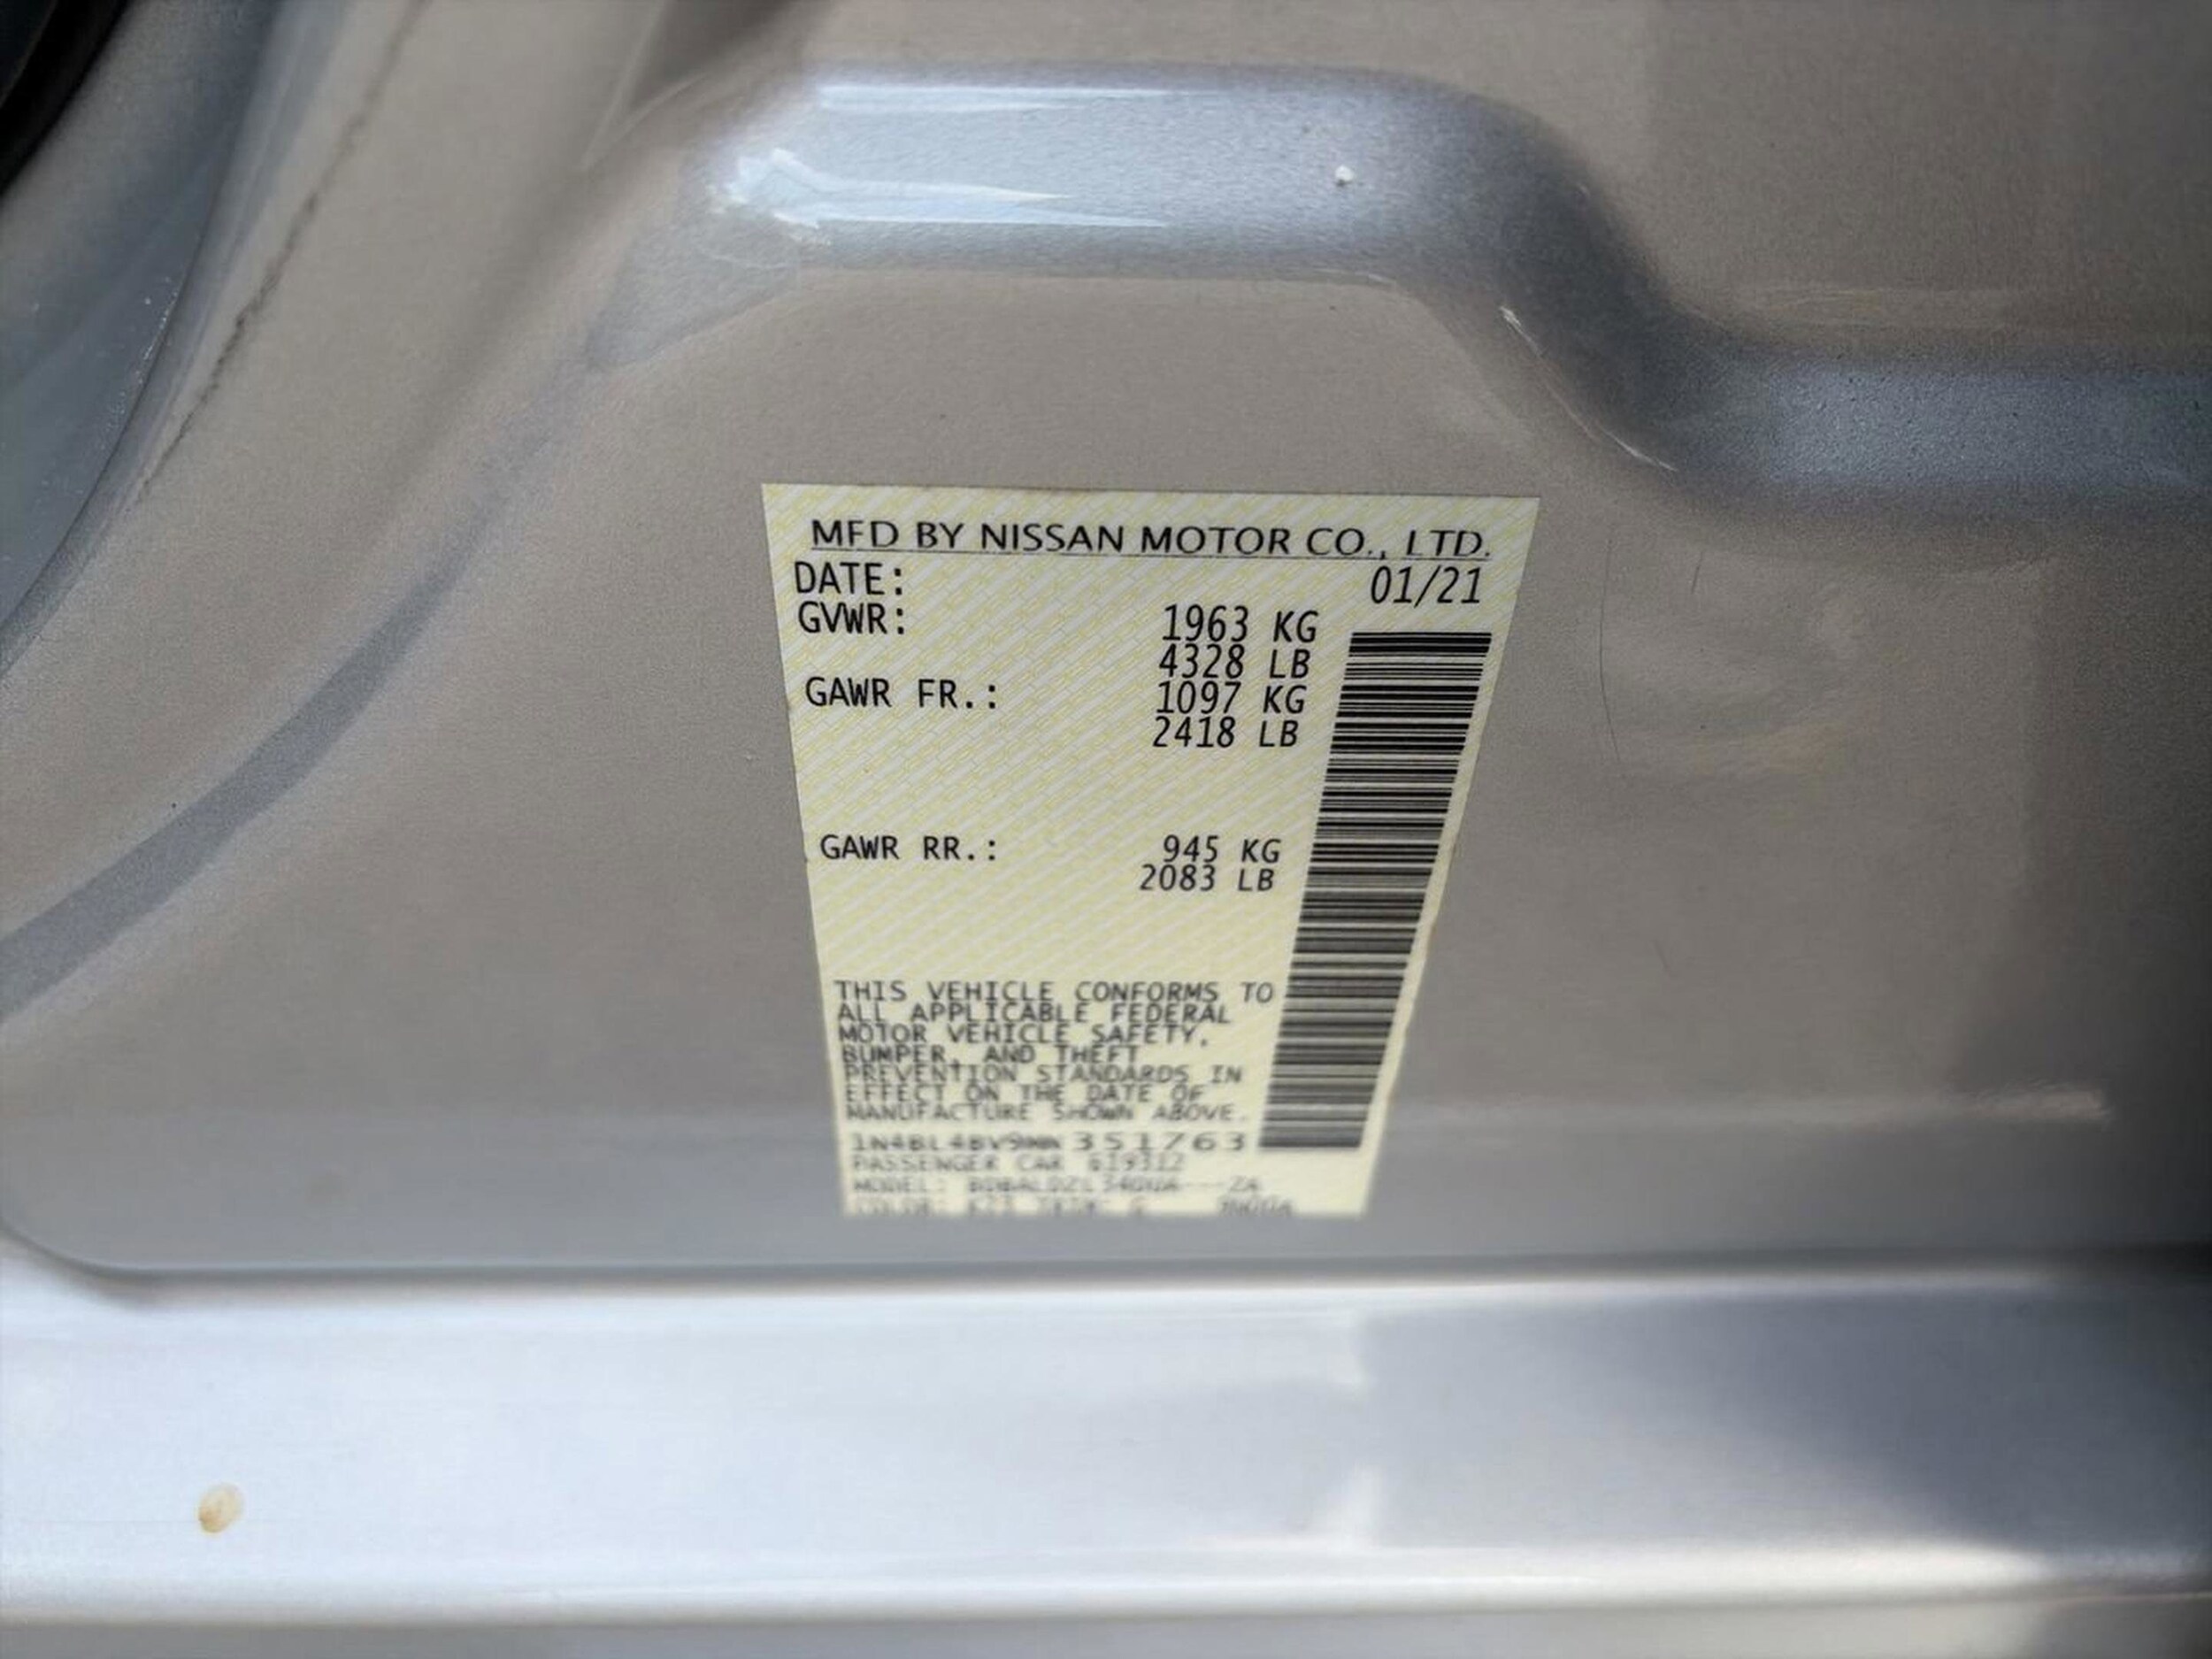 MFD BY NISSAN MOTOR CO., LTD.
DATE: 01/21
GVWR: 1963 KG
4328 LB
GAWR FR.: 1097 KG
2418 LB
GAWR RR.: 945 KG
2083 LB
THIS VEHICLE CONFORMS TO
ALL APPLICABLE FEDERAL
MOTOR VEHICLE SAFETY,
BUMPER, AND THEFT
PREVENTION STANDARDS IN
EFFECT ON THE DATE OF
MANUFACTURE SHOWN ABOVE.
1N4BL4BV9MN351763
PASSENGER CAR
MODEL:
COLOR: